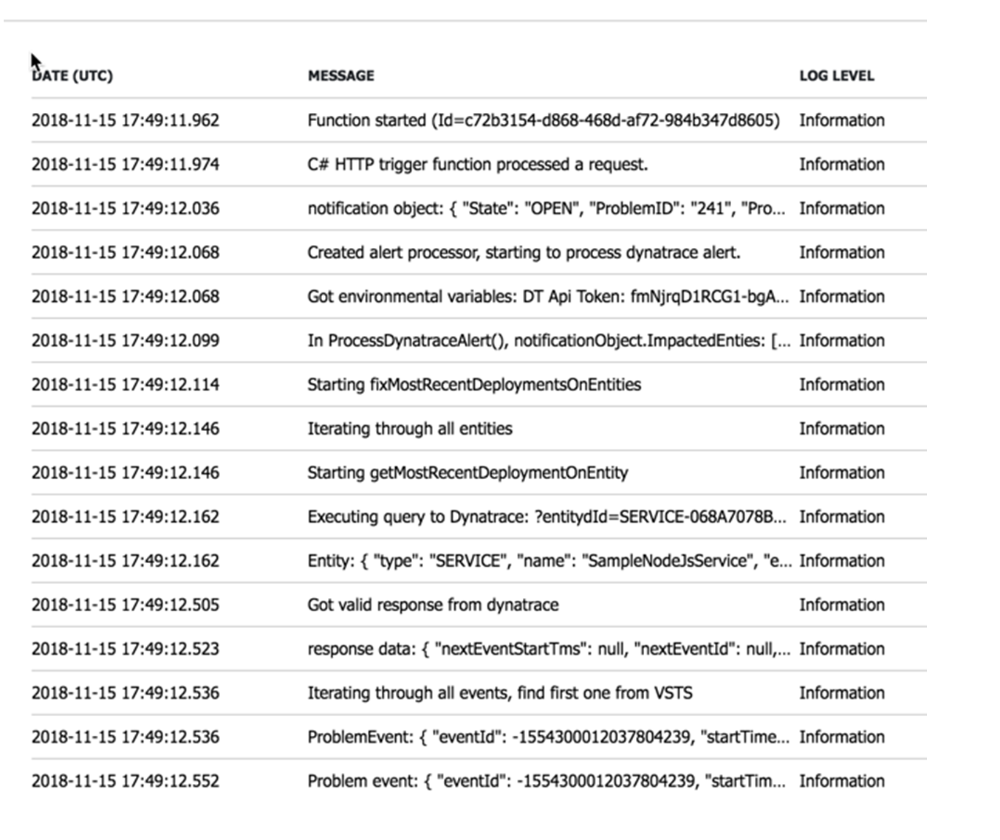 DATE (UTC) MESSAGE LOG LEVEL
2018-11-15 17:49:11.962 Function started (Id=c72b3154-d868-468d-af72-984b347d8605) Information
2018-11-15 17:49:11.974 C# HTTP trigger function processed a request. Information
2018-11-15 17:49:12.036 notification object: { "State": "OPEN", "ProblemID": "241", "Pro... Information
2018-11-15 17:49:12.068 Created alert processor, starting to process dynatrace alert. Information
2018-11-15 17:49:12.068 Got environmental variables: DT Api Token: fmNjrqD1RCG1-bgA... Information
2018-11-15 17:49:12.099 In ProcessDynatraceAlert(), notificationObject.ImpactedEnties: [... Information
2018-11-15 17:49:12.114 Starting fixMostRecentDeploymentsOnEntities Information
2018-11-15 17:49:12.146 Iterating through all entities Information
2018-11-15 17:49:12.146 Starting getMostRecentDeploymentOnEntity Information
2018-11-15 17:49:12.162 Executing query to Dynatrace: ?entitydId=SERVICE-068A7078B... Information
2018-11-15 17:49:12.162 Entity: { "type": "SERVICE", "name": "SampleNodeJsService", "e... Information
2018-11-15 17:49:12.505 Got valid response from dynatrace Information
2018-11-15 17:49:12.523 response data: { "nextEventStartTms": null, "nextEventId": null,... Information
2018-11-15 17:49:12.536 Iterating through all events, find first one from VSTS Information
2018-11-15 17:49:12.536 ProblemEvent: { "eventId": -1554300012037804239, "startTime... Information
2018-11-15 17:49:12.552 Problem event: { "eventId": -1554300012037804239, "startTim... Information